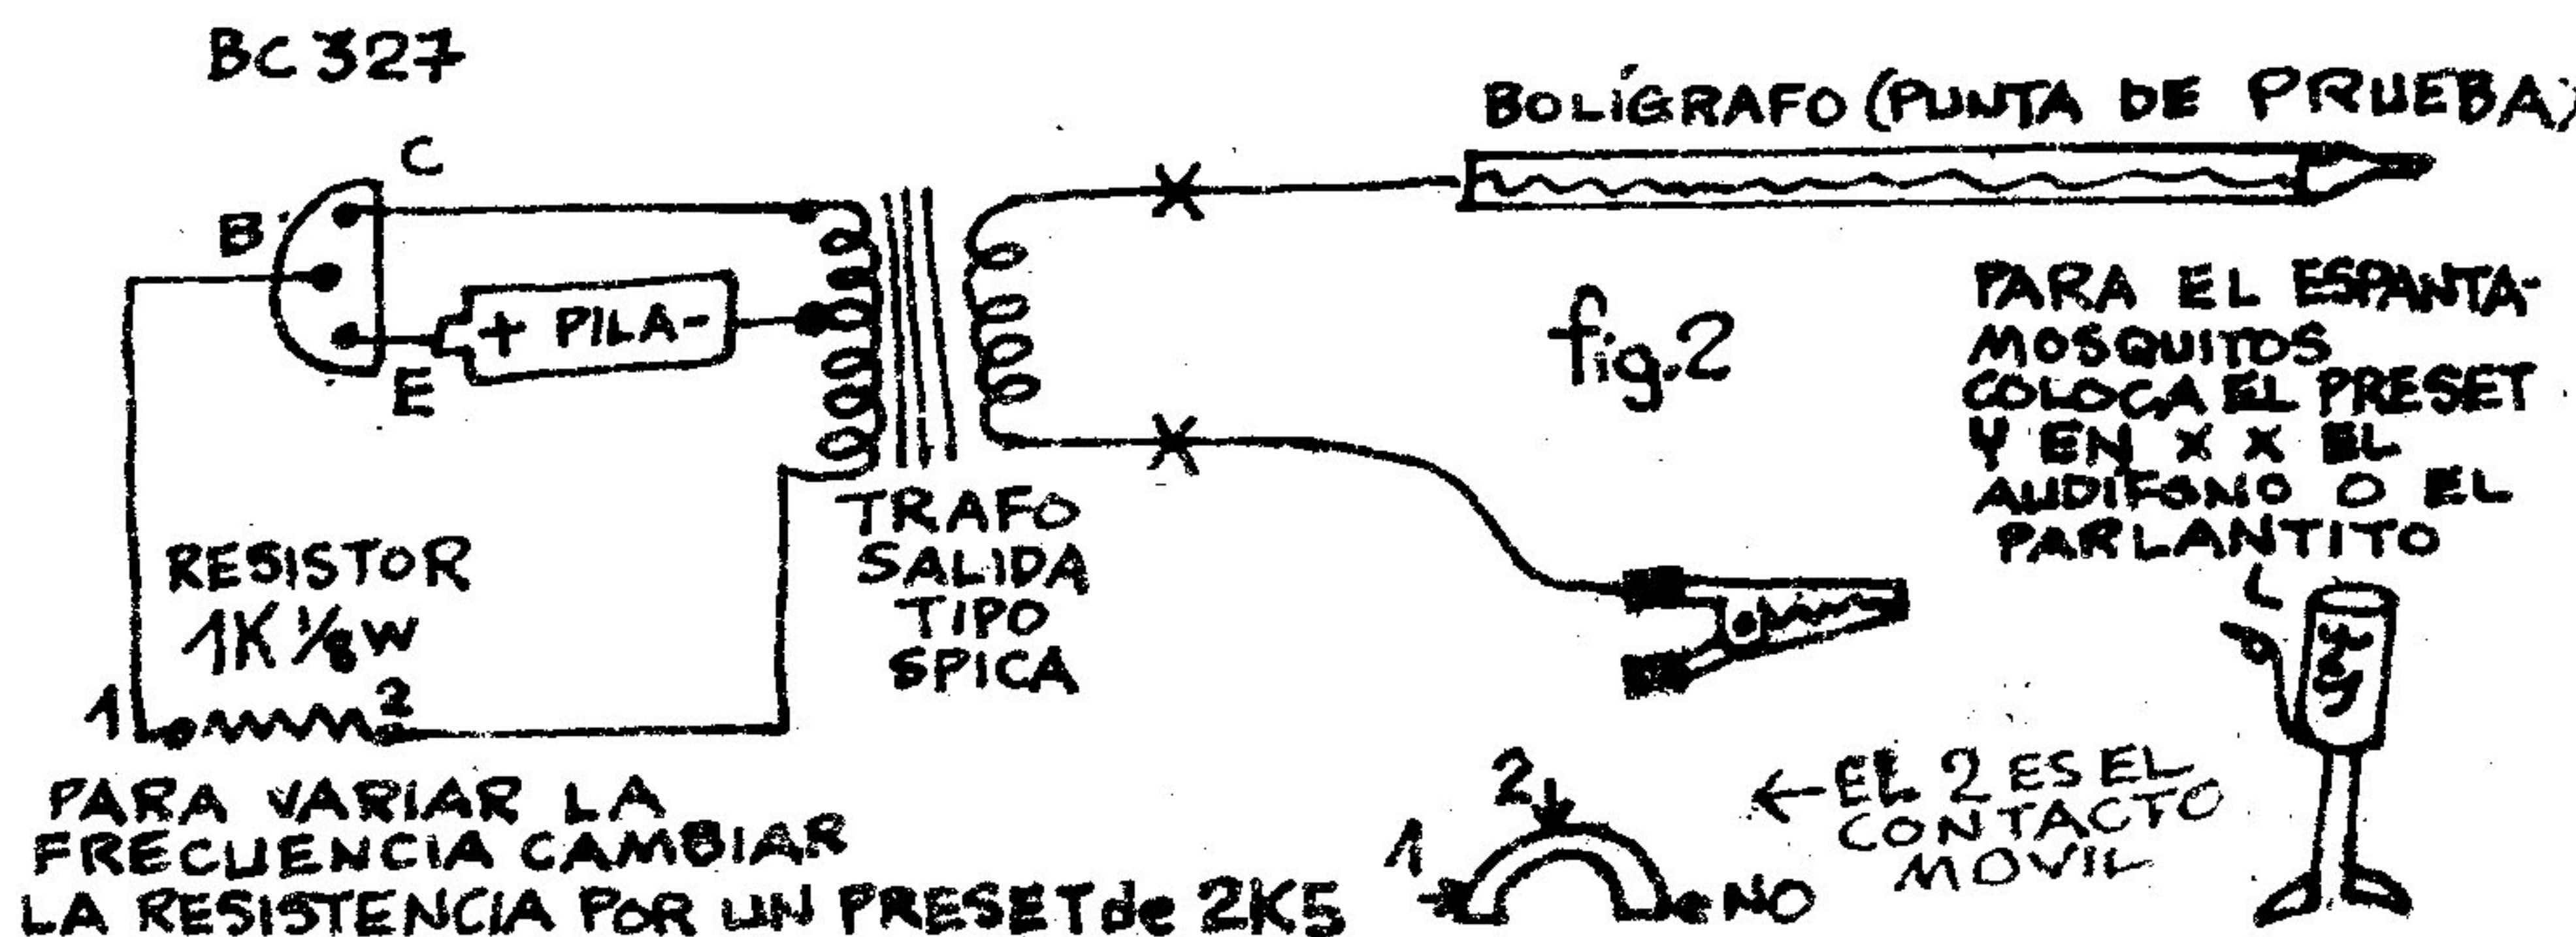 BC 327
C
B
E
+ PILA -
BOLÍGRAFO (PUNTA DE PRUEBA)
fig.2
PARA EL ESPANTA-
MOSQUITOS
COLOCA EL PRESET
Y EN X X EL
AUDIFONO O EL
PARLANTITO
X
X
TRAFO
SALIDA
TIPO
SPICA
RESISTOR
1K 1/8 W
1
2
PARA VARIAR LA
FRECUENCIA CAMBIAR
LA RESISTENCIA POR UN PRESET de 2K5
2
1
NO
← EL 2 ES EL
CONTACTO
MOVIL